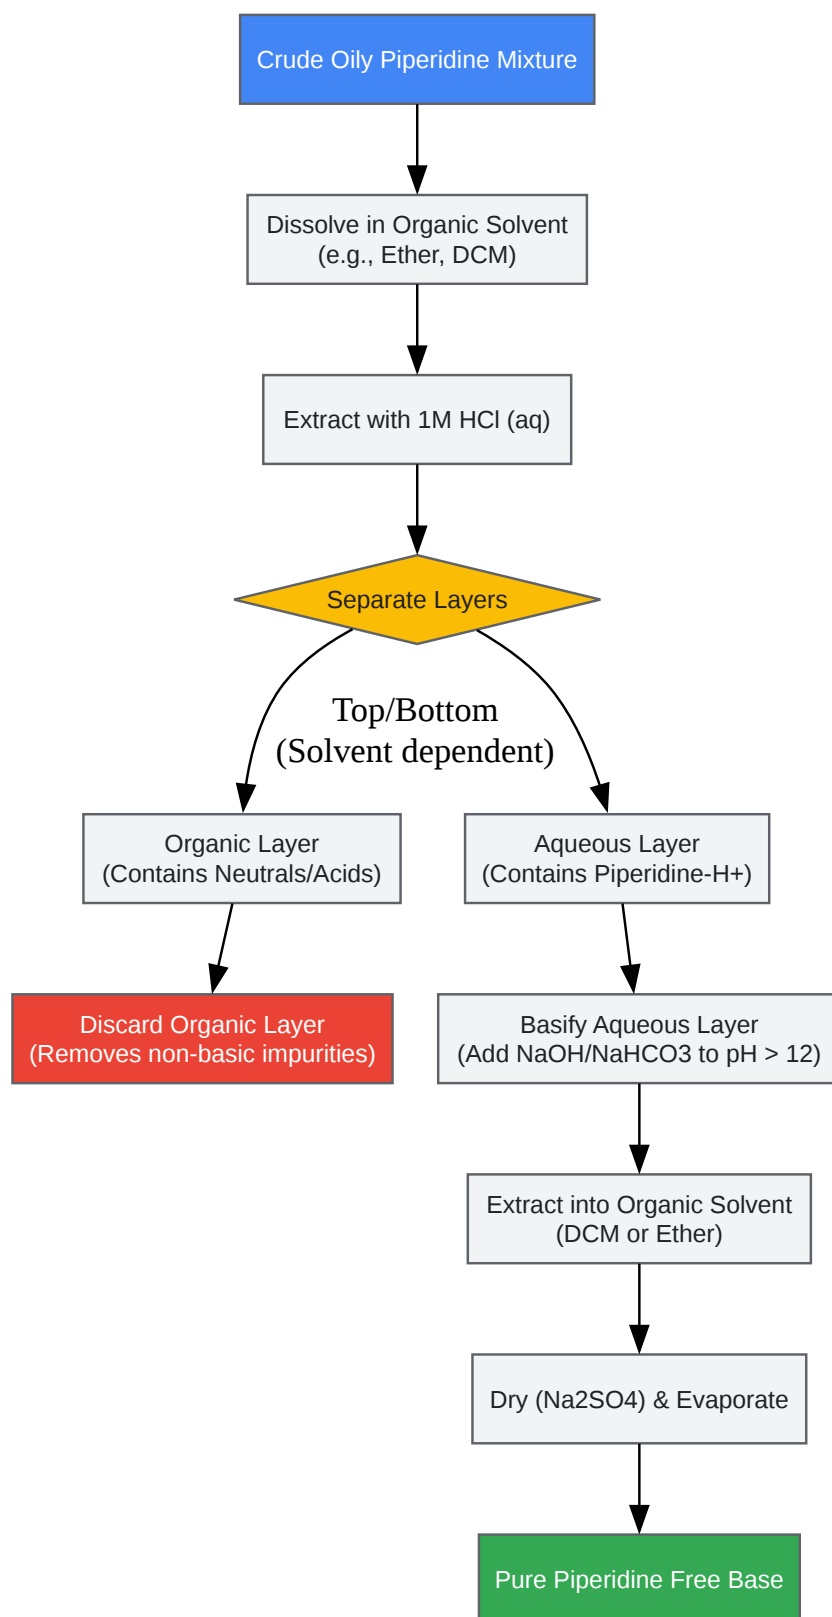 Crude Oily Piperidine Mixture
Dissolve in Organic Solvent
(e.g., Ether, DCM)
Extract with 1M HCl (aq)
Separate Layers
Top/Bottom
(Solvent dependent)
Organic Layer
(Contains Neutrals/Acids)
Aqueous Layer
(Contains Piperidine-H+)
Discard Organic Layer
(Removes non-basic impurities)
Basify Aqueous Layer
(Add NaOH/NaHCO3 to pH > 12)
Extract into Organic Solvent
(DCM or Ether)
Dry (Na2SO4) & Evaporate
Pure Piperidine Free Base